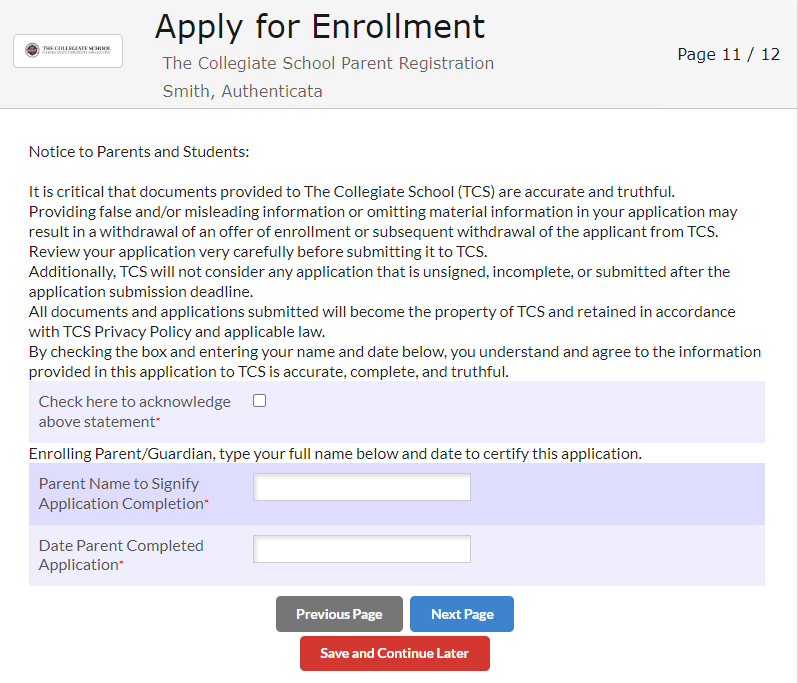 THE COLLEGIATE SCHOOL
Apply for Enrollment
The Collegiate School Parent Registration
Smith, Authenticata
Page 11 / 12
Notice to Parents and Students:
It is critical that documents provided to The Collegiate School (TCS) are accurate and truthful.
Providing false and/or misleading information or omitting material information in your application may
result in a withdrawal of an offer of enrollment or subsequent withdrawal of the applicant from TCS.
Review your application very carefully before submitting it to TCS.
Additionally, TCS will not consider any application that is unsigned, incomplete, or submitted after the
application submission deadline.
All documents and applications submitted will become the property of TCS and retained in accordance
with TCS Privacy Policy and applicable law.
By checking the box and entering your name and date below, you understand and agree to the information
provided in this application to TCS is accurate, complete, and truthful.
Check here to acknowledge
above statement*
Enrolling Parent/Guardian, type your full name below and date to certify this application.
Parent Name to Signify
Application Completion*
Date Parent Completed
Application*
Previous Page
Next Page
Save and Continue Later